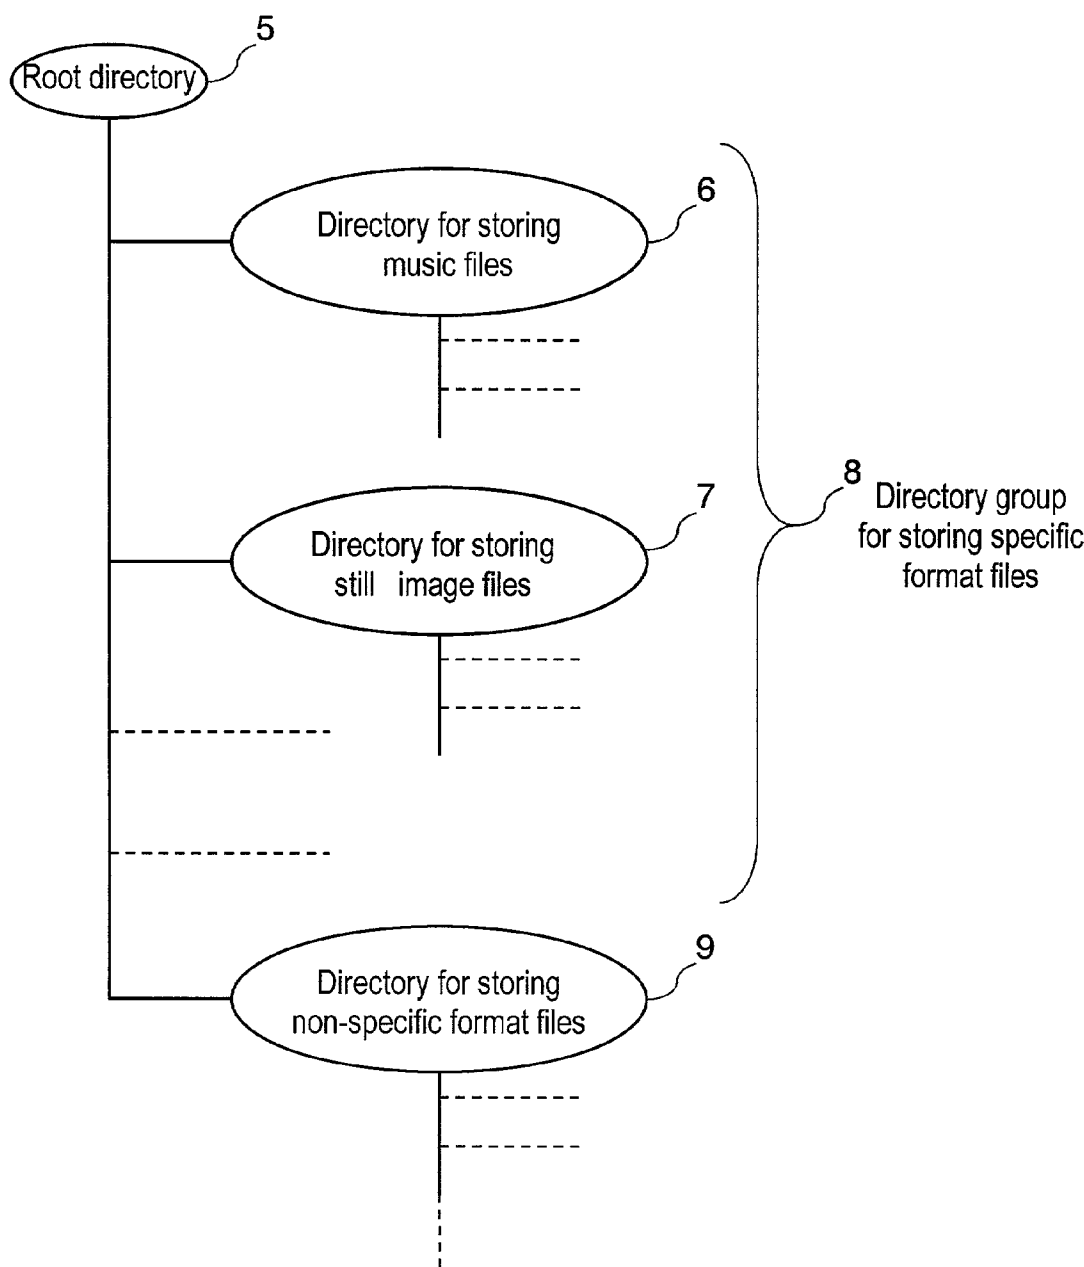 5
Root directory
6
Directory for storing
music files
7
Directory for storing
still image files
8
Directory group
for storing specific
format files
9
Directory for storing
non-specific format files